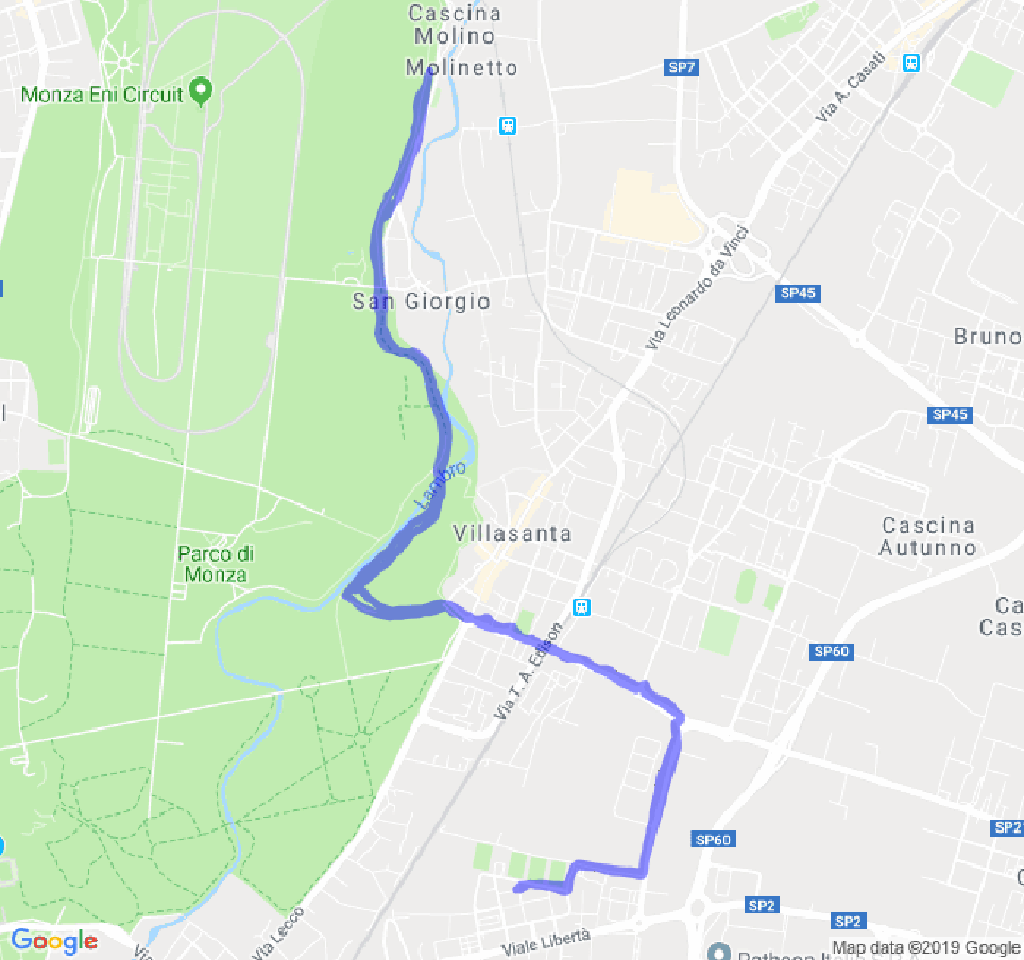 Cascina
Molino
Molinetto
SP7
Monza Eni Circuit
Via A. Casati
Via Leonardo da Vinci
SP45
San Giorgio
Bruno
SP45
Lambro
Villasanta
Cascina
Autunno
Parco di
Monza
Ca
Cas
SP60
Via T. A. Edison
SP2
SP60
SP2
SP2
Via Lecco
Viale Libertà
Google
Map data ©2019 Google